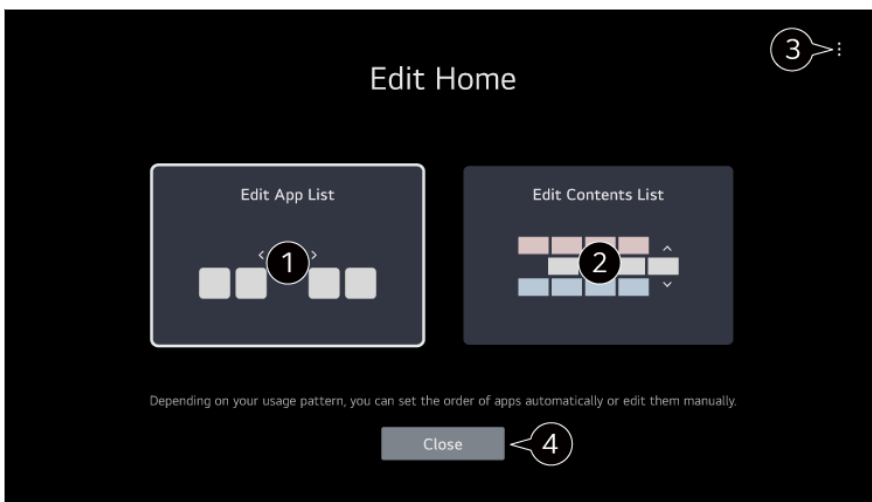 3
Edit Home
Edit App List
Edit Contents List
1
2
Depending on your usage pattern, you can set the order of apps automatically or edit them manually.
Close
4